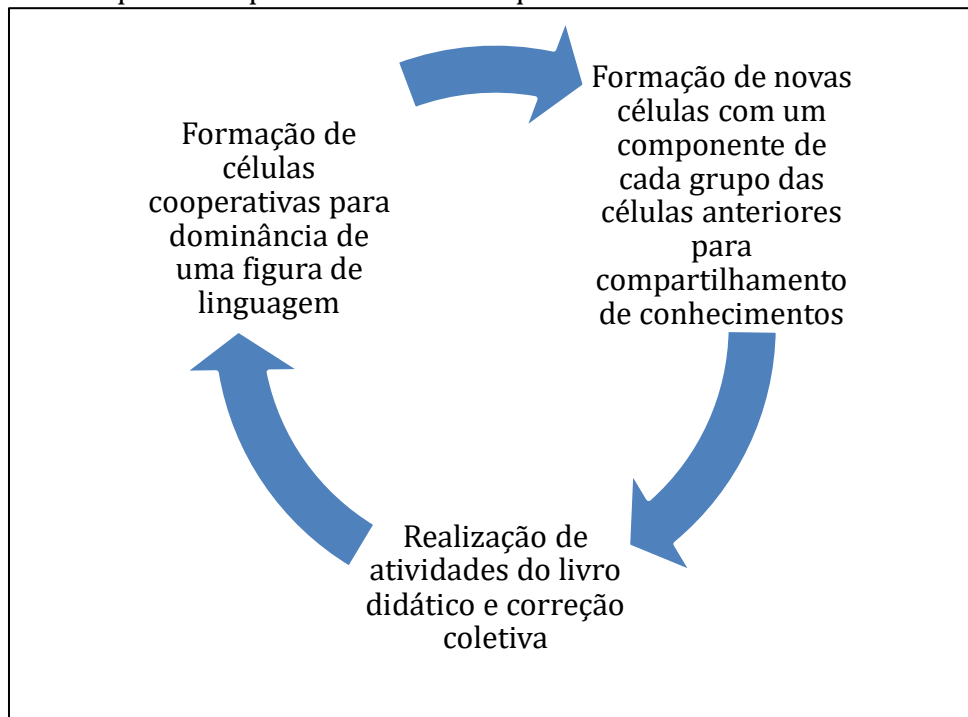 Formação de
células
cooperativas para
dominância de
uma figura de
linguagem
Formação de novas
células com um
componente de
cada grupo das
células anteriores
para
compartilhamento
de conhecimentos
Realização de
atividades do livro
didático e correção
coletiva